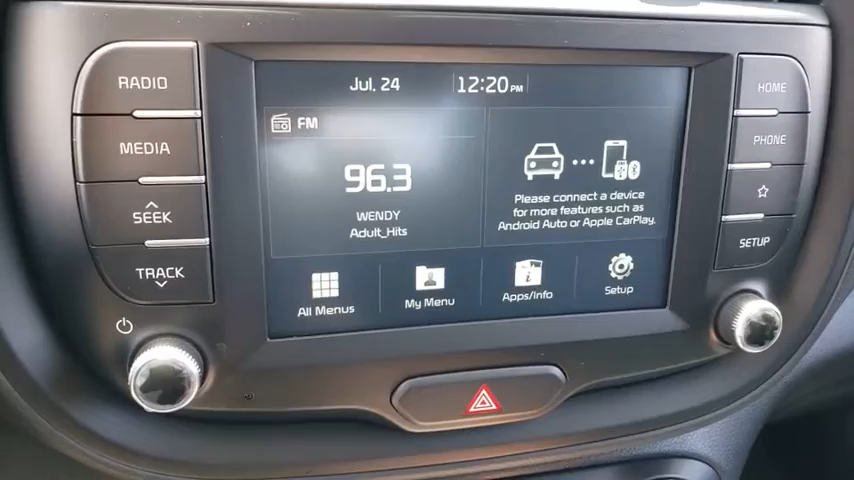 RADIO
MEDIA
SEEK
TRACK
Jul. 24
12:20 PM
FM
96.3
WENDY
Adult_Hits
Please connect a device
for more features such as
Android Auto or Apple CarPlay.
All Menus
My Menu
Apps/Info
Setup
HOME
PHONE
SETUP